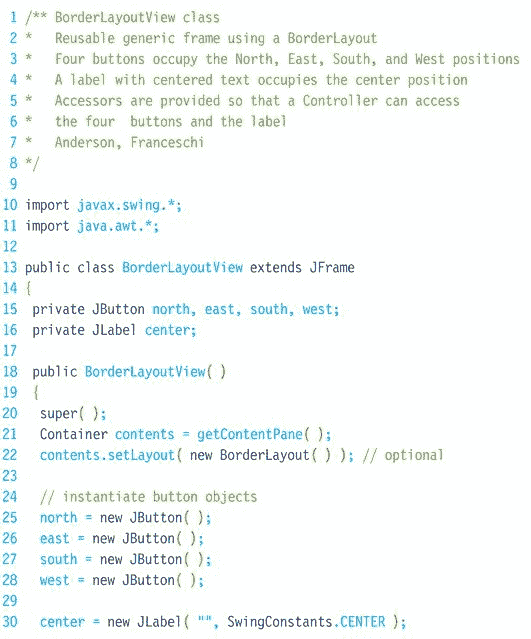 1 /** BorderLayoutView class
2 *   Reusable generic frame using a BorderLayout
3 *   Four buttons occupy the North, East, South, and West positions
4 *   A label with centered text occupies the center position
5 *   Accessors are provided so that a Controller can access
6 *   the four  buttons and the label
7 *   Anderson, Franceschi
8 */
9
10 import javax.swing.*;
11 import java.awt.*;
12
13 public class BorderLayoutView extends JFrame
14 {
15  private JButton north, east, south, west;
16  private JLabel center;
17
18  public BorderLayoutView( )
19  {
20   super( );
21   Container contents = getContentPane( );
22   contents.setLayout( new BorderLayout( ) ); // optional
23
24   // instantiate button objects
25   north = new JButton( );
26   east = new JButton( );
27   south = new JButton( );
28   west = new JButton( );
29
30   center = new JLabel( "", SwingConstants.CENTER );